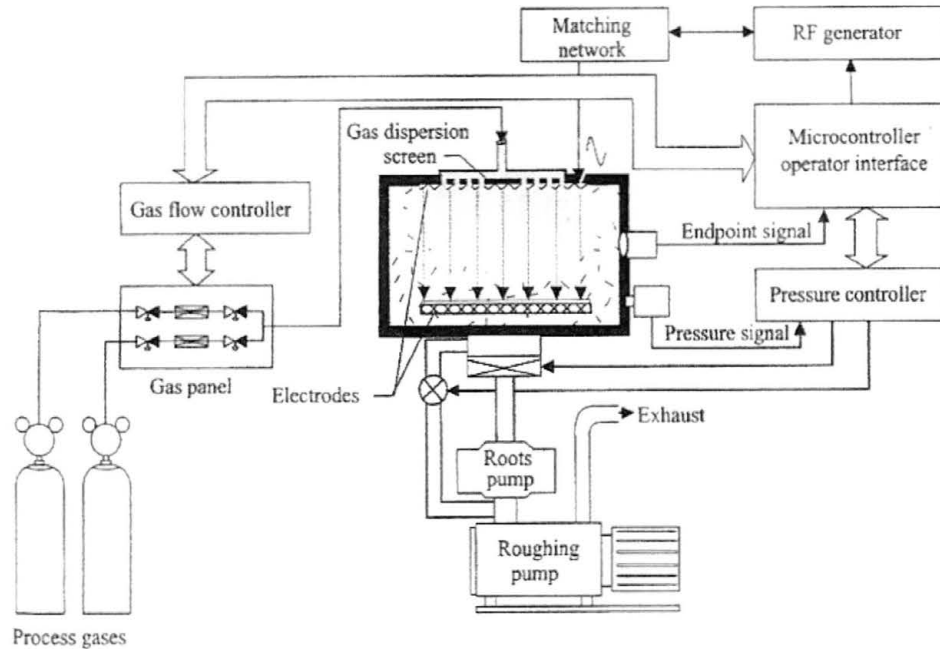 Matching
network
RF generator
Gas dispersion
screen
Microcontroller
operator interface
Gas flow controller
Endpoint signal
Pressure controller
Pressure signal
Gas panel
Electrodes
Exhaust
Roots
pump
Roughing
pump
Process gases